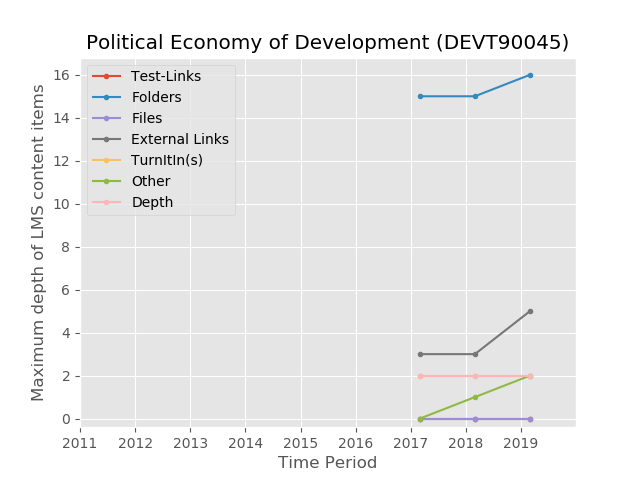 Political Economy of Development (DEVT90045)
Maximum depth of LMS content items
16
14
12
10
8
6
4
2
0
Test-Links
Folders
Files
External Links
TurnItIn(s)
Other
Depth
2011 2012 2013 2014 2015 2016 2017 2018 2019
Time Period